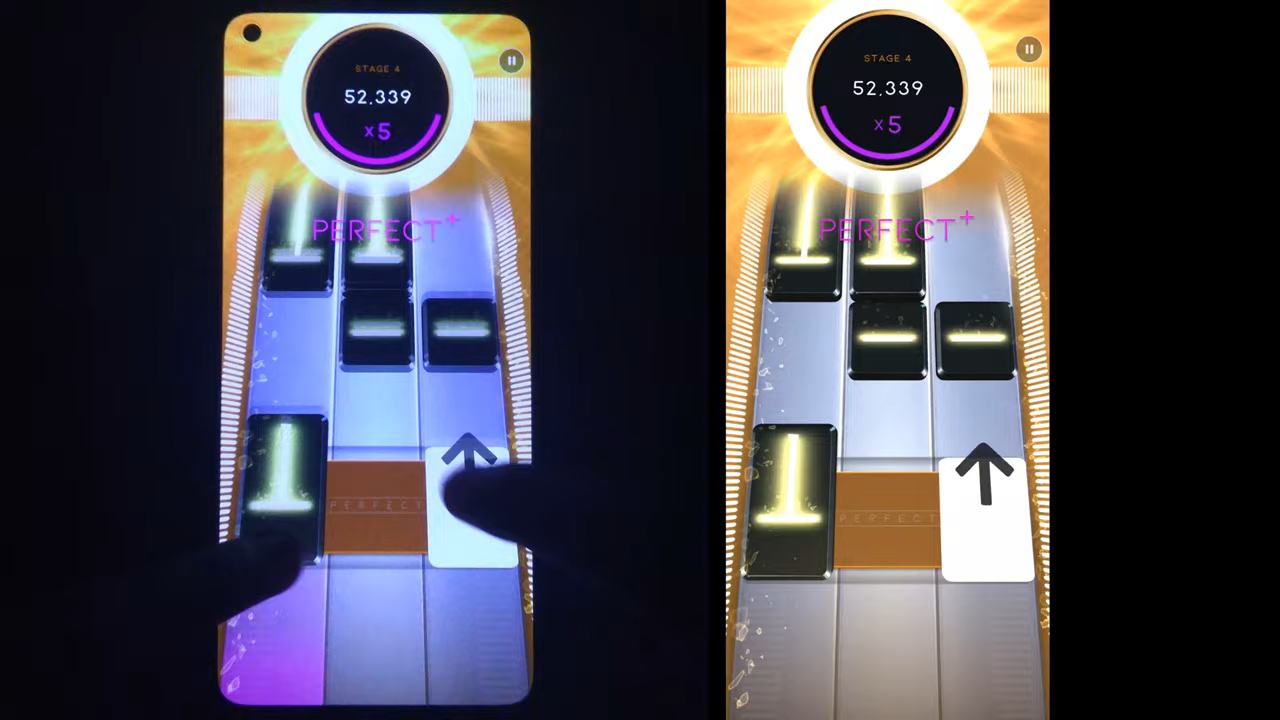 STAGE 4
52,339
x5
PERFECT+
PERFECT
STAGE 4
52,339
x5
PERFECT+
PERFECT